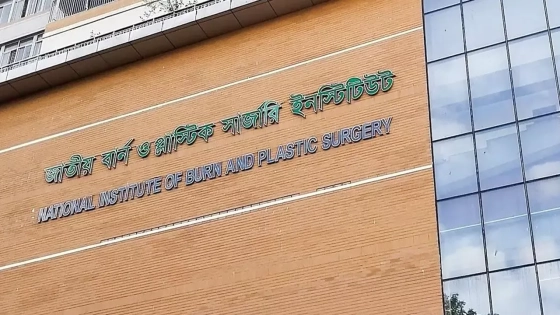 জাতীয় বার্ন ও প্লাস্টিক সার্জারি ইনস্টিটিউট
NATIONAL INSTITUTE OF BURN AND PLASTIC SURGERY